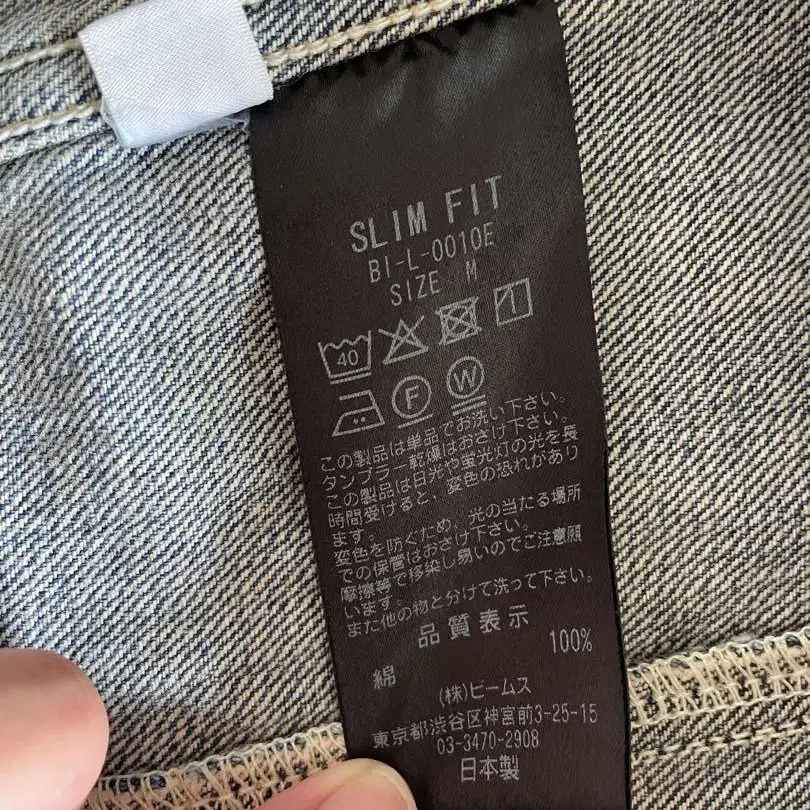 SLIM FIT
BI-L-0010E
SIZE M
40
F W
この製品は単品でお洗い下さい。
タンブラー乾燥はおさけ下さい。
この製品は日光や蛍光灯の光を長
時間受けると、変色の恐れがあり
ます。
変色を防ぐため、光の当たる場所
での保管はおさけ下さい。
摩擦等で移染し易いのでご注意願
います。
また他の物と分けて洗って下さい。
品質表示
綿 100%
(株)ビームス
東京都渋谷区神宮前3-25-15
03-3470-2908
日本製